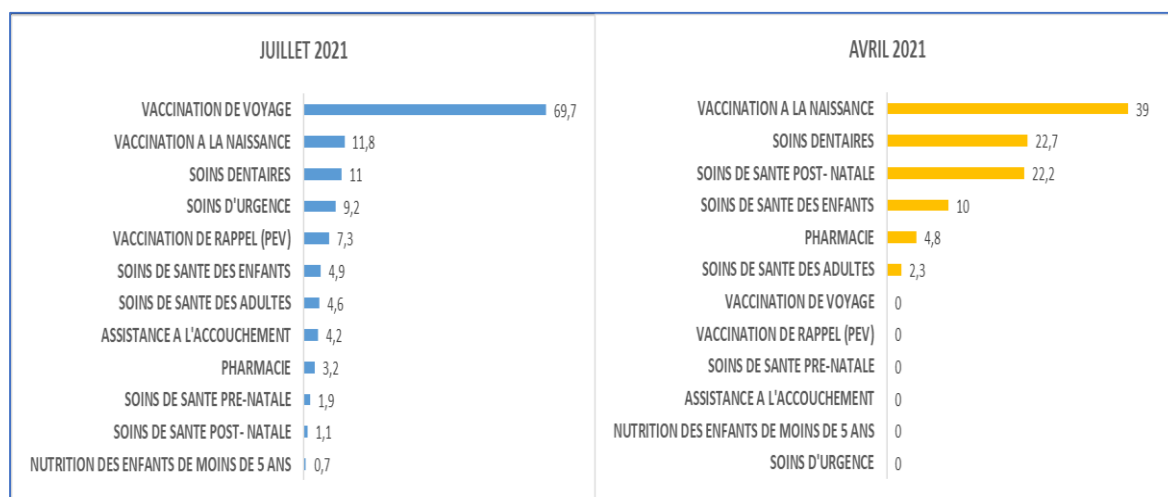 JUILLET 2021
VACCINATION DE VOYAGE 69,7
VACCINATION A LA NAISSANCE 11,8
SOINS DENTAIRES 11
SOINS D'URGENCE 9,2
VACCINATION DE RAPPEL (PEV) 7,3
SOINS DE SANTE DES ENFANTS 4,9
SOINS DE SANTE DES ADULTES 4,6
ASSISTANCE A L'ACCOUCHEMENT 4,2
PHARMACIE 3,2
SOINS DE SANTE PRE-NATALE 1,9
SOINS DE SANTE POST- NATALE 1,1
NUTRITION DES ENFANTS DE MOINS DE 5 ANS 0,7
AVRIL 2021
VACCINATION A LA NAISSANCE 39
SOINS DENTAIRES 22,7
SOINS DE SANTE POST- NATALE 22,2
SOINS DE SANTE DES ENFANTS 10
PHARMACIE 4,8
SOINS DE SANTE DES ADULTES 2,3
VACCINATION DE VOYAGE 0
VACCINATION DE RAPPEL (PEV) 0
SOINS DE SANTE PRE-NATALE 0
ASSISTANCE A L'ACCOUCHEMENT 0
NUTRITION DES ENFANTS DE MOINS DE 5 ANS 0
SOINS D'URGENCE 0